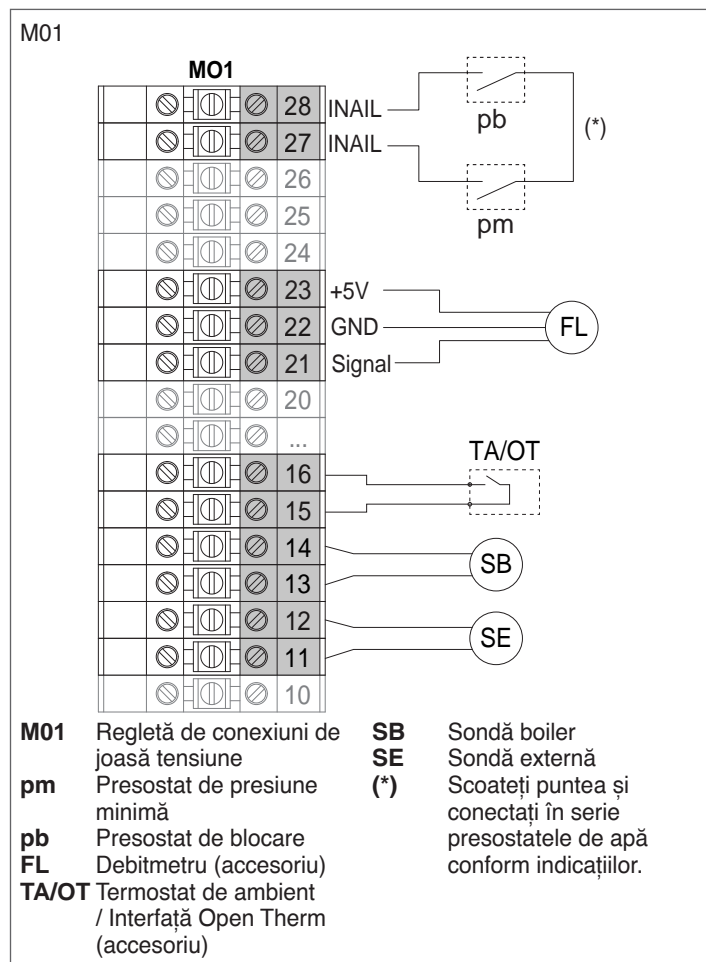 M01
MO1
28 INAIL
27 INAIL
pb
(*)
pm
26
25
24
23 +5V
22 GND
FL
21 Signal
20
...
TA/OT
16
15
14
SB
13
12
SE
11
10
M01 Regletă de conexiuni de
joasă tensiune
pm Presostat de presiune
minimă
pb Presostat de blocare
FL Debitmetru (accesoriu)
TA/OT Termostat de ambient
/ Interfață Open Therm
(accesoriu)
SB Sondă boiler
SE Sondă externă
(*) Scoateți puntea și
conectați în serie
presostatele de apă
conform indicațiilor.